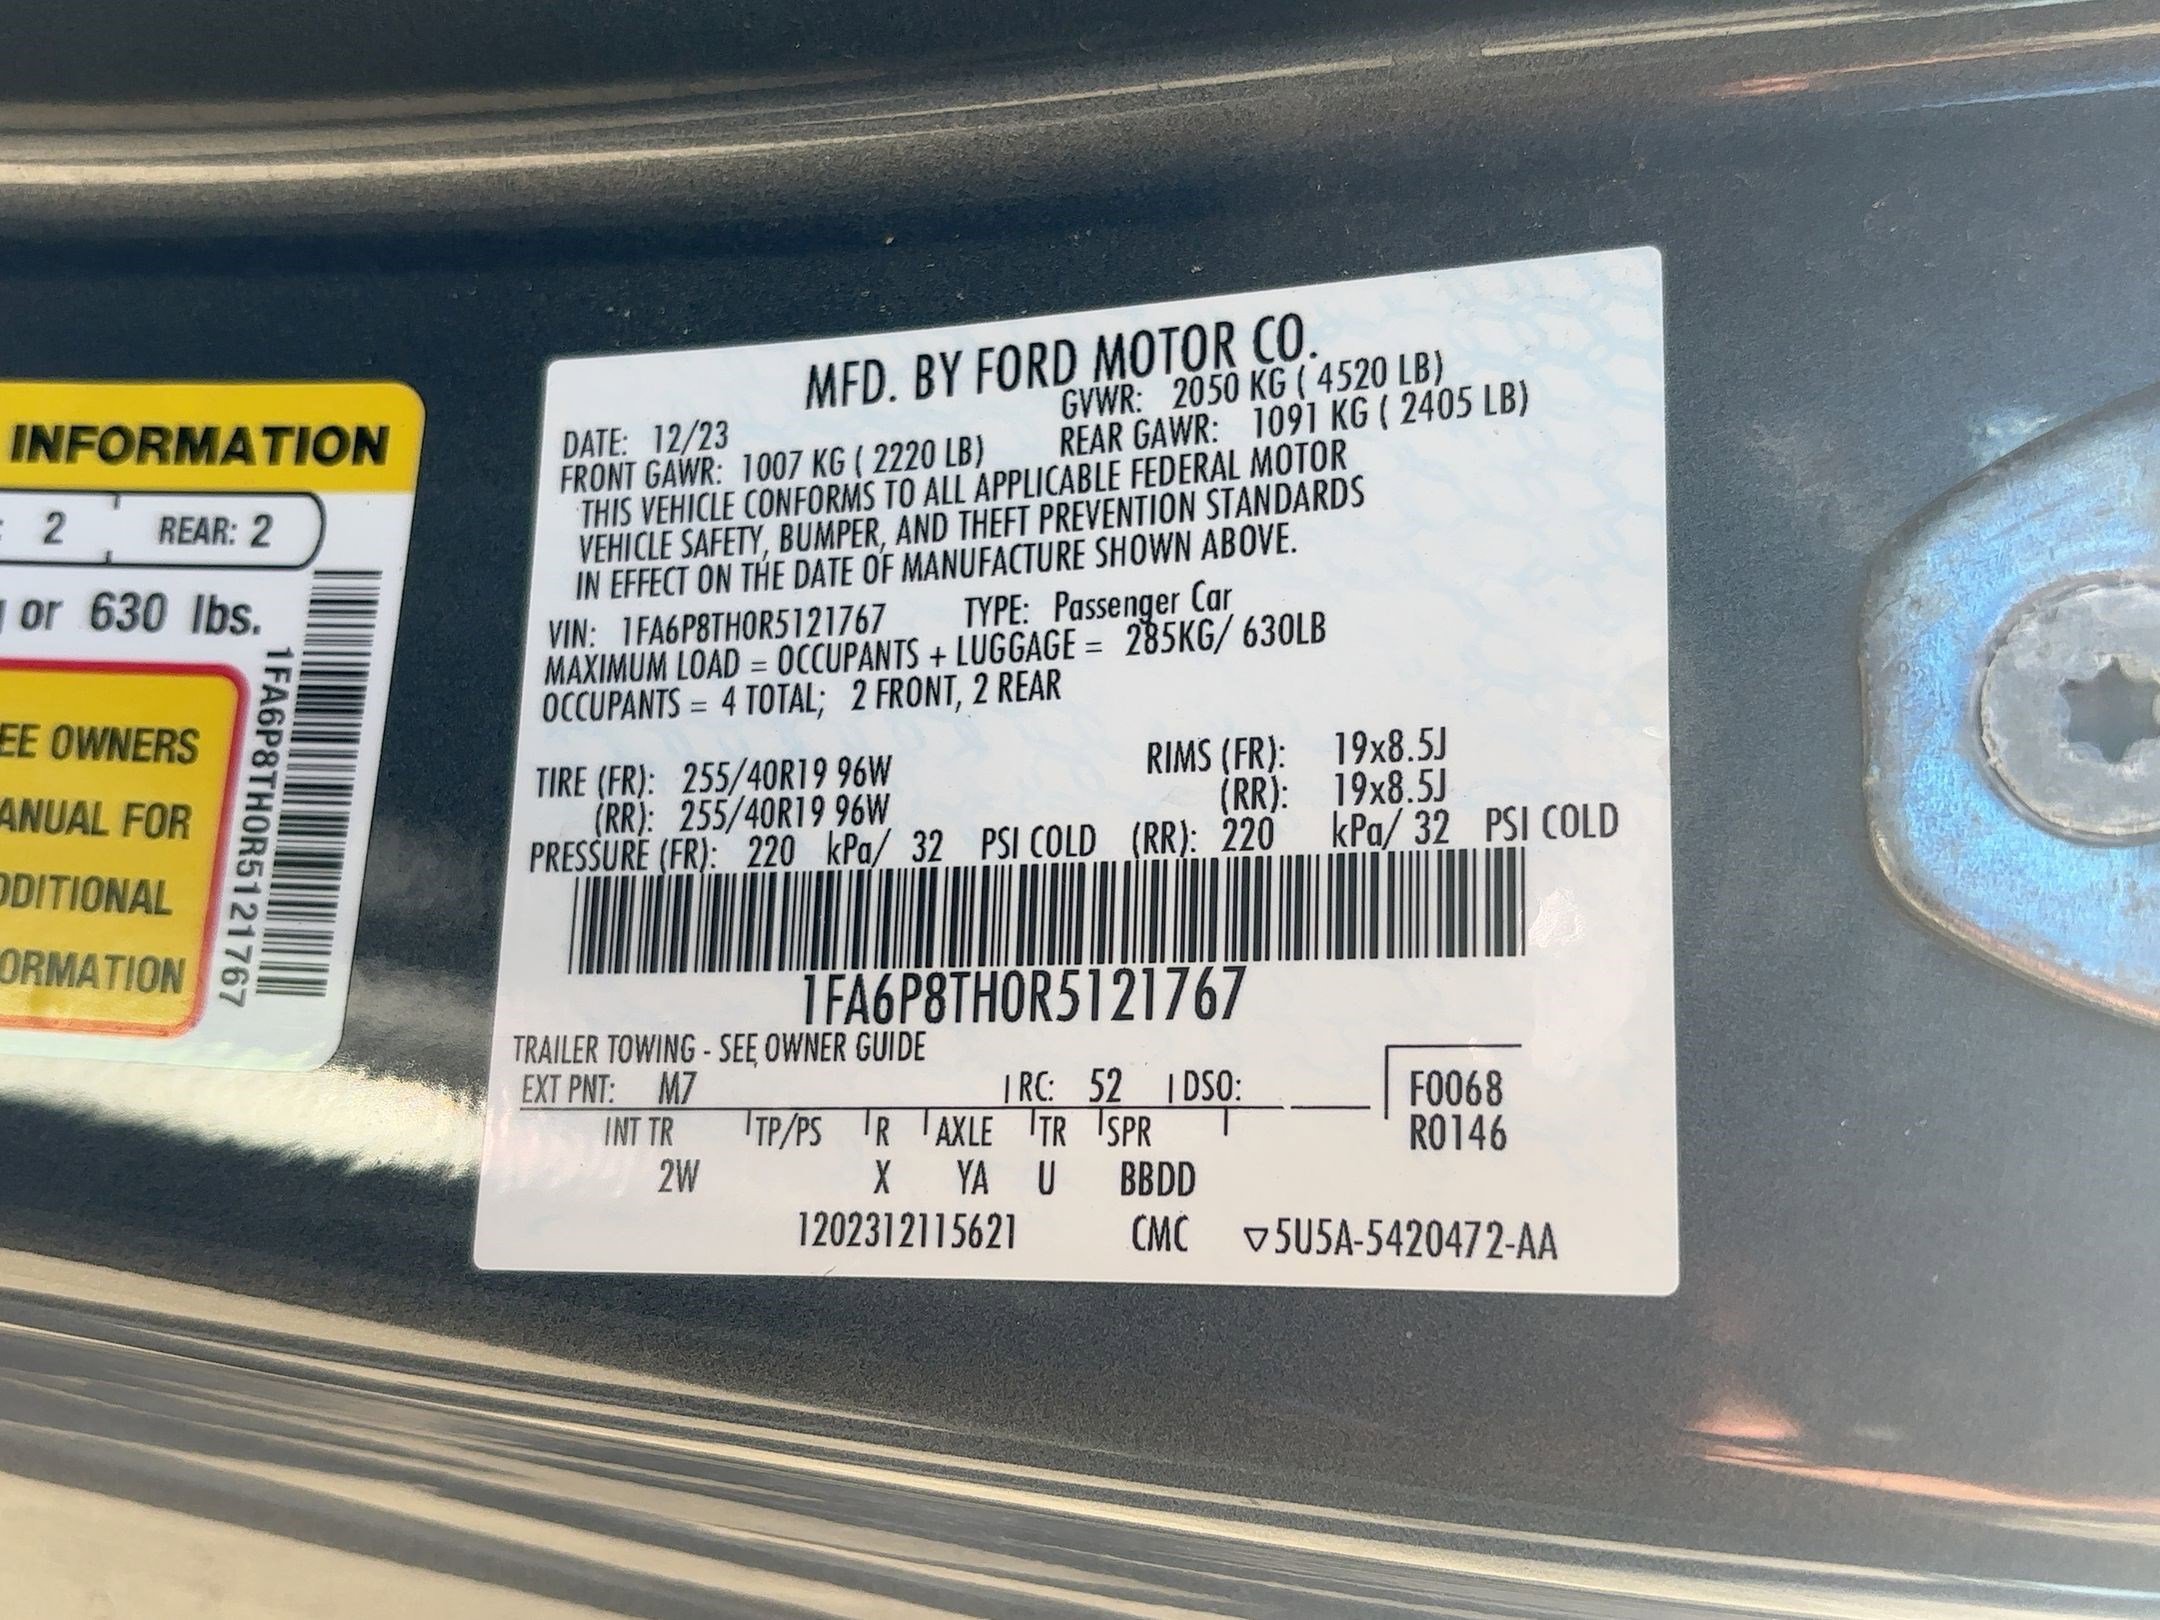 INFORMATION
: 2 REAR: 2
or 630 lbs.
EE OWNERS
ANUAL FOR
DDITIONAL
ORMATION
1FA6P8TH0R5121767
MFD. BY FORD MOTOR CO.
DATE: 12/23 GVWR: 2050 KG ( 4520 LB)
FRONT GAWR: 1007 KG ( 2220 LB) REAR GAWR: 1091 KG ( 2405 LB)
THIS VEHICLE CONFORMS TO ALL APPLICABLE FEDERAL MOTOR
VEHICLE SAFETY, BUMPER, AND THEFT PREVENTION STANDARDS
IN EFFECT ON THE DATE OF MANUFACTURE SHOWN ABOVE.
VIN: 1FA6P8TH0R5121767 TYPE: Passenger Car
MAXIMUM LOAD = OCCUPANTS + LUGGAGE = 285KG/ 630LB
OCCUPANTS = 4 TOTAL; 2 FRONT, 2 REAR
TIRE (FR): 255/40R19 96W RIMS (FR): 19x8.5J
(RR): 255/40R19 96W (RR): 19x8.5J
PRESSURE (FR): 220 kPa/ 32 PSI COLD (RR): 220 kPa/ 32 PSI COLD
1FA6P8TH0R5121767
TRAILER TOWING - SEE OWNER GUIDE
EXT PNT: M7 RC: 52 DSO: F0068
R0146
INT TR TP/PS R AXLE TR SPR
2W X YA U BBDD
1202312115621 CMC ▽5U5A-5420472-AA